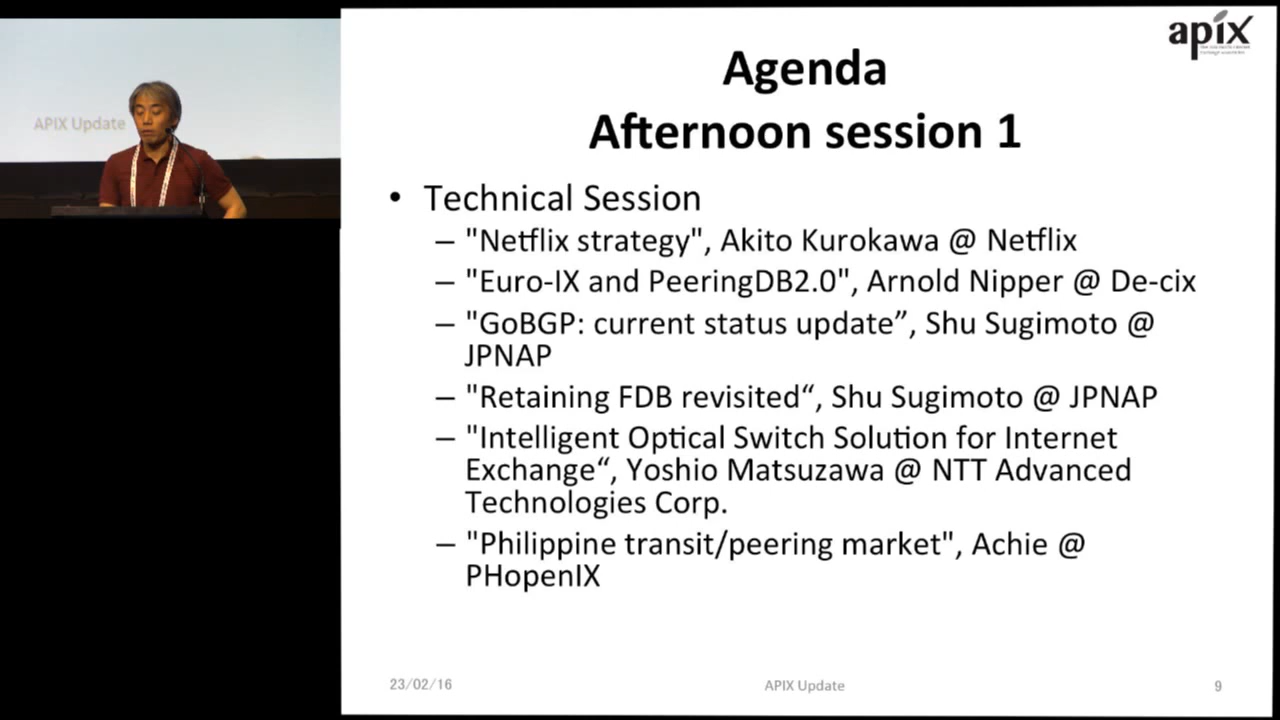 APIX Update
apix
Agenda
Afternoon session 1
• Technical Session
– "Netflix strategy", Akito Kurokawa @ Netflix
– "Euro-IX and PeeringDB2.0", Arnold Nipper @ De-cix
– "GoBGP: current status update”, Shu Sugimoto @
JPNAP
– "Retaining FDB revisited“, Shu Sugimoto @ JPNAP
– "Intelligent Optical Switch Solution for Internet
Exchange“, Yoshio Matsuzawa @ NTT Advanced
Technologies Corp.
– "Philippine transit/peering market", Achie @
PHopenIX
23/02/16
APIX Update
9